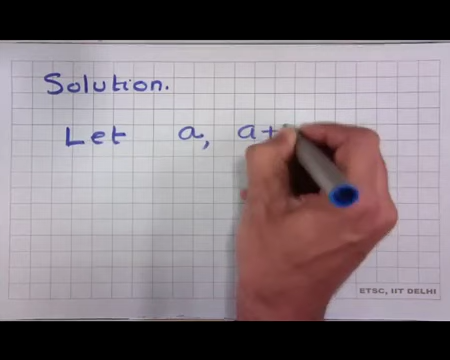 Solution.
Let a, a+
ETSC, IIT DELHI